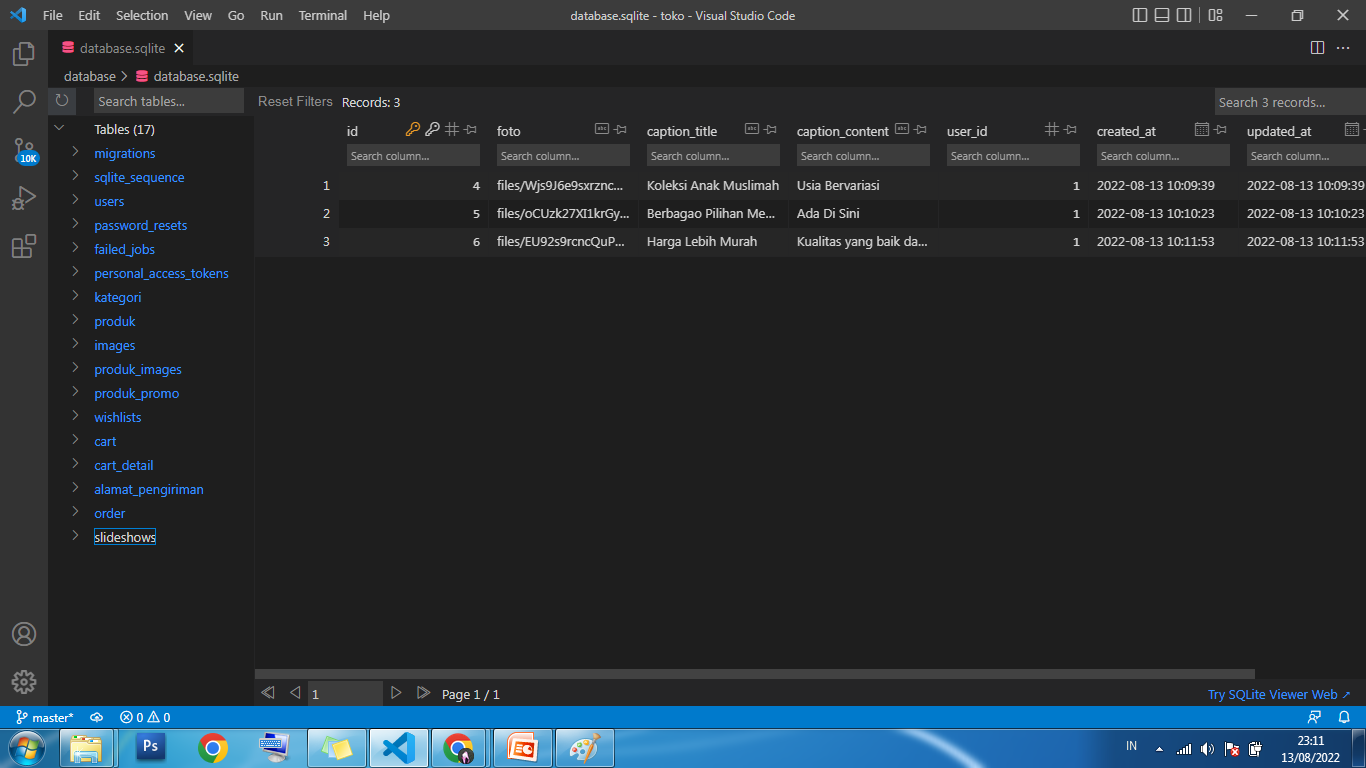 File Edit Selection View Go Run Terminal Help database.sqlite - toko - Visual Studio Code
database.sqlite
database > database.sqlite
Search tables... Reset Filters Records: 3 Search 3 records...
Tables (17)
migrations
sqlite_sequence
users
password_resets
failed_jobs
personal_access_tokens
kategori
produk
images
produk_images
produk_promo
wishlists
cart
cart_detail
alamat_pengiriman
order
slideshows
id foto caption_title caption_content user_id created_at updated_at
Search column... Search column... Search column... Search column... Search column... Search column... Search column...
1 4 files/Wjs9J6e9sxrznc... Koleksi Anak Muslimah Usia Bervariasi 1 2022-08-13 10:09:39 2022-08-13 10:09:39
2 5 files/oCUzk27XI1krGy... Berbagao Pilihan Me... Ada Di Sini 1 2022-08-13 10:10:23 2022-08-13 10:10:23
3 6 files/EU92s9rcncQuP... Harga Lebih Murah Kualitas yang baik da... 1 2022-08-13 10:11:53 2022-08-13 10:11:53
10K
1 Page 1 / 1 Try SQLite Viewer Web ↗
master* 0 0
Ps IN 23:11
13/08/2022